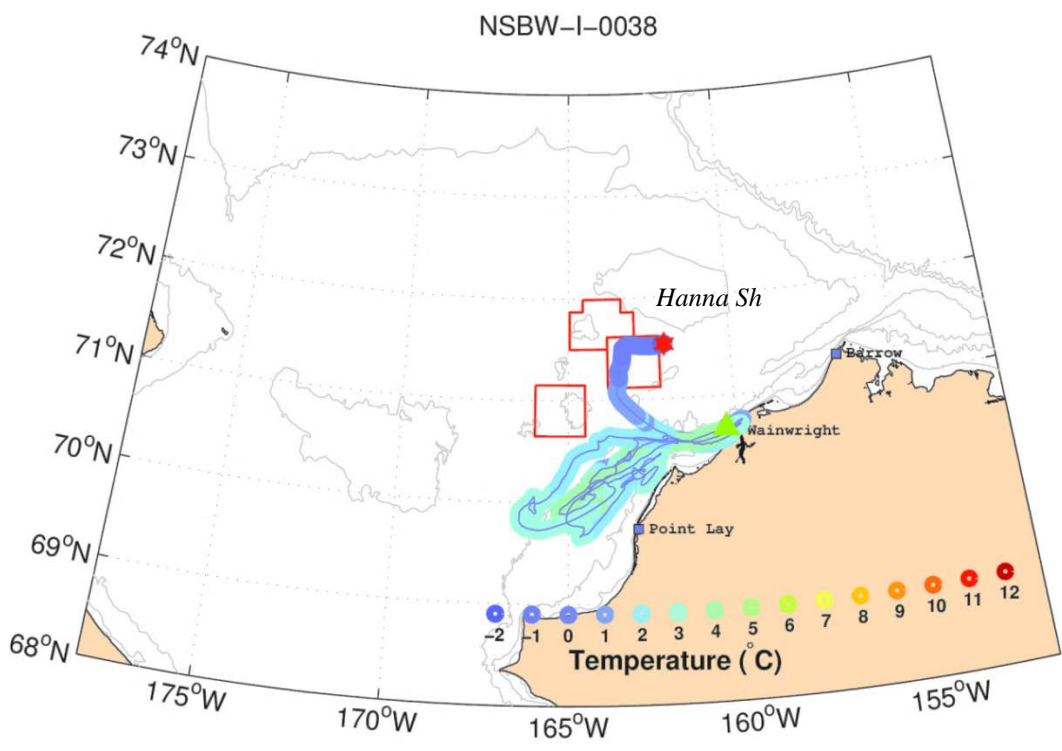 NSBW-I-0038
74°N
73°N
72°N
71°N
70°N
69°N
68°N
Hanna Sh
Barrow
Wainwright
Point Lay
-2 -1 0 1 2 3 4 5 6 7 8 9 10 11 12
Temperature (°C)
175°W 170°W 165°W 160°W 155°W